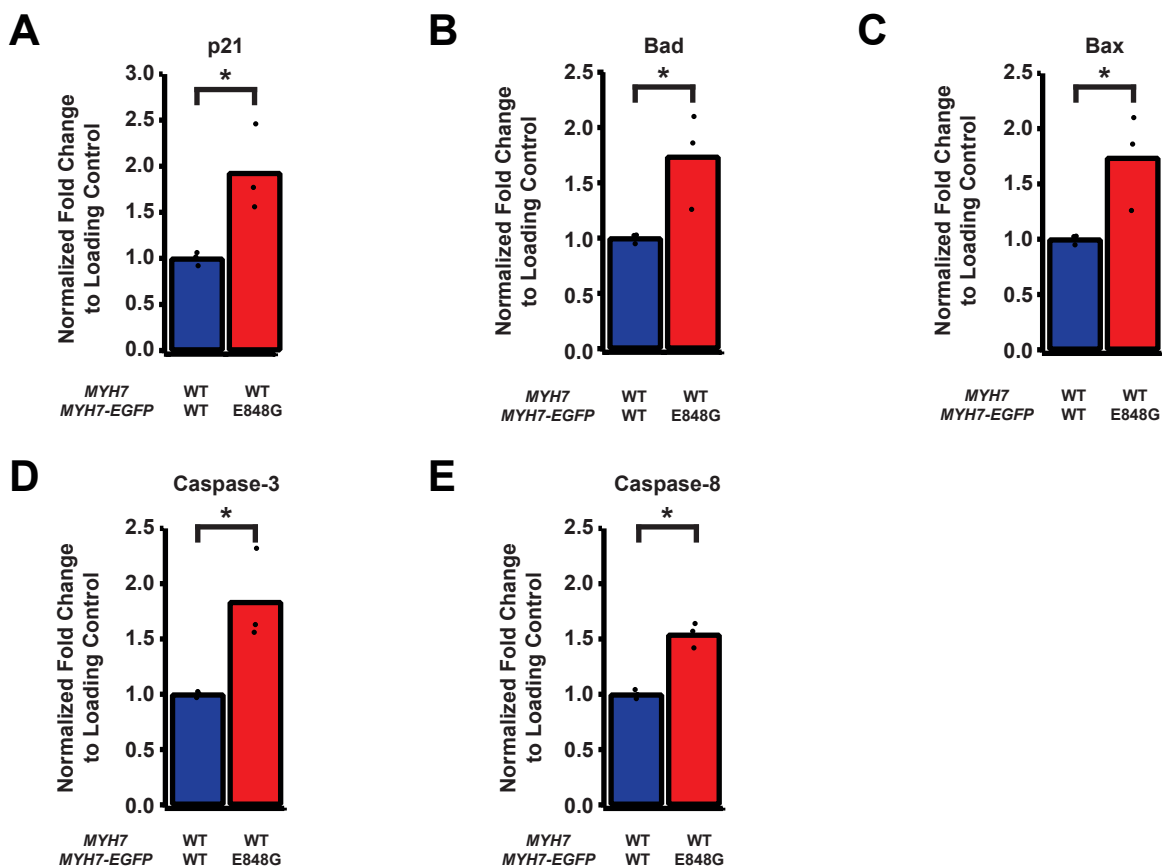 A
p21
Normalized Fold Change
to Loading Control
3.0
2.5
2.0
1.5
1.0
0.5
0.0
*
MYH7 WT WT
MYH7-EGFP WT E848G
B
Bad
Normalized Fold Change
to Loading Control
2.5
2.0
1.5
1.0
0.5
0.0
*
MYH7 WT WT
MYH7-EGFP WT E848G
C
Bax
Normalized Fold Change
to Loading Control
2.5
2.0
1.5
1.0
0.5
0.0
*
MYH7 WT WT
MYH7-EGFP WT E848G
D
Caspase-3
Normalized Fold Change
to Loading Control
2.5
2.0
1.5
1.0
0.5
0.0
*
MYH7 WT WT
MYH7-EGFP WT E848G
E
Caspase-8
Normalized Fold Change
to Loading Control
2.5
2.0
1.5
1.0
0.5
0.0
*
MYH7 WT WT
MYH7-EGFP WT E848G